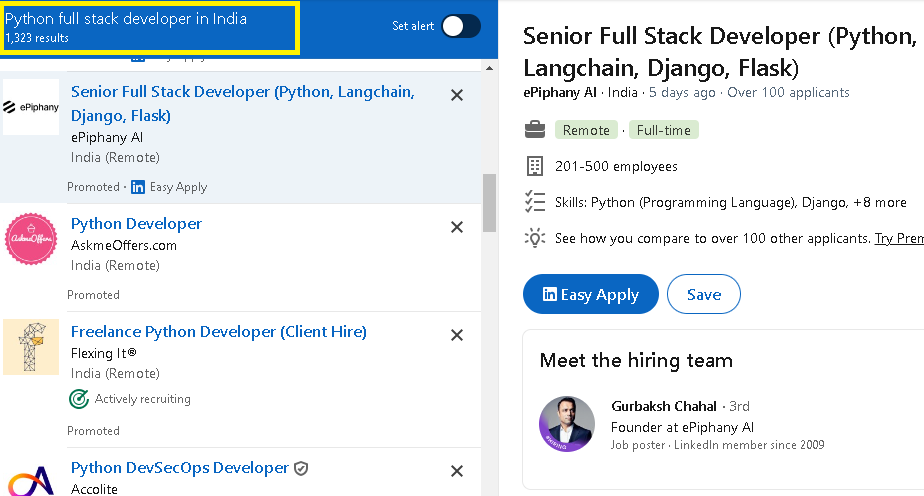 Python full stack developer in India
1,323 results
Set alert
Easy Apply
ePiphany
Senior Full Stack Developer (Python, Langchain,
Django, Flask)
ePiphany AI
India (Remote)
Promoted · in Easy Apply
AskmeOffers
Python Developer
AskmeOffers.com
India (Remote)
Promoted
Freelance Python Developer (Client Hire)
Flexing It®
India (Remote)
Actively recruiting
Promoted
Python DevSecOps Developer
Accolite
Senior Full Stack Developer (Python,
Langchain, Django, Flask)
ePiphany AI · India · 5 days ago · Over 100 applicants
Remote · Full-time
201-500 employees
Skills: Python (Programming Language), Django, +8 more
See how you compare to over 100 other applicants. Try Prem
in Easy Apply
Save
Meet the hiring team
Gurbaksh Chahal · 3rd
Founder at ePiphany AI
Job poster · LinkedIn member since 2009